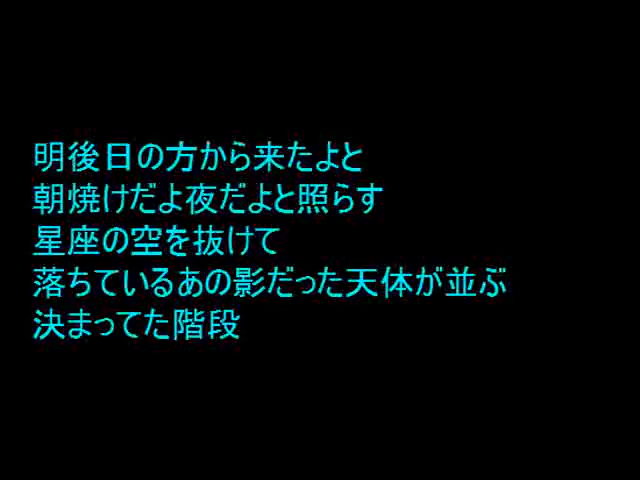 明後日の方から来たよと
朝焼けだよ夜だよと照らす
星座の空を抜けて
落ちているあの影だった天体が並ぶ
決まってた階段